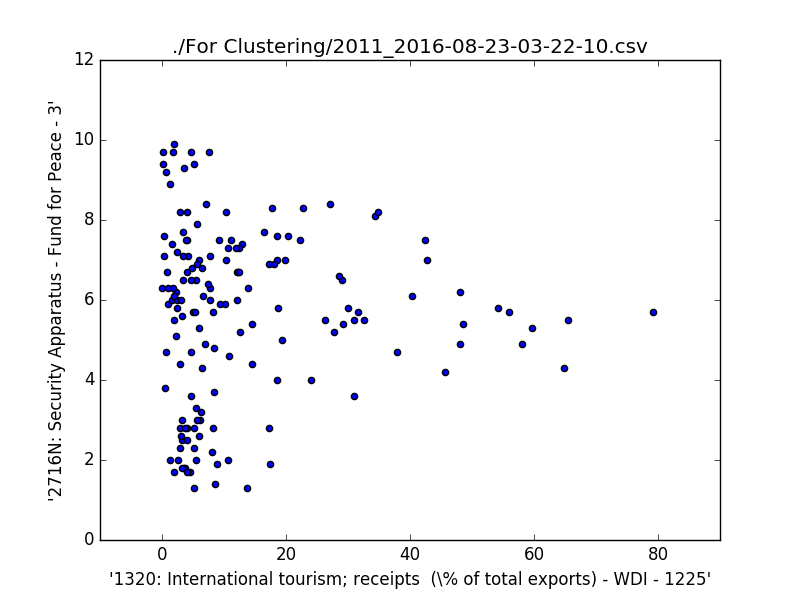 ./For Clustering/2011_2016-08-23-03-22-10.csv
12
10
8
6
4
2
0
'2716N: Security Apparatus - Fund for Peace - 3'
0 20 40 60 80
'1320: International tourism; receipts  (\% of total exports) - WDI - 1225'